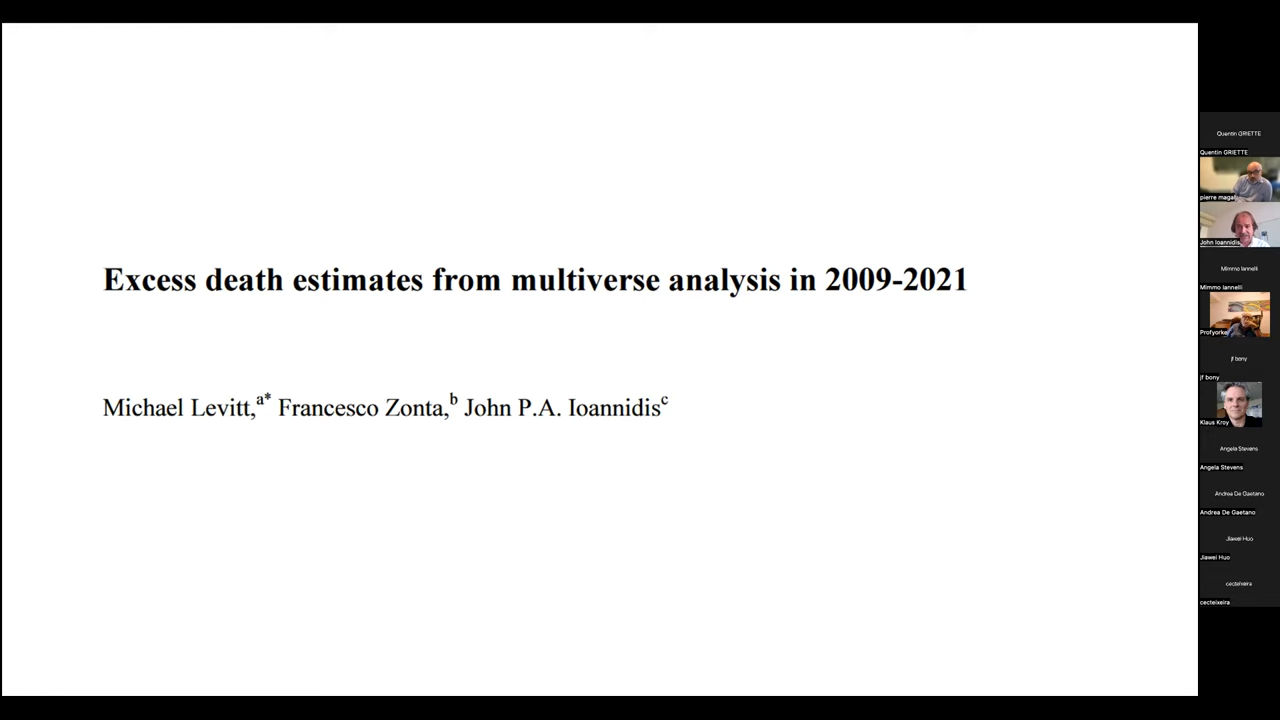 Excess death estimates from multiverse analysis in 2009-2021
Michael Levitt,a* Francesco Zonta,b John P.A. Ioannidisc
Quentin GRIETTE
Quentin GRIETTE
pierre magal
John Ioannidis
Mimmo Iannelli
Mimmo Iannelli
Profyorke
jf bony
jf bony
Klaus Kroy
Angela Stevens
Angela Stevens
Andrea De Gaetano
Andrea De Gaetano
Jiawei Huo
Jiawei Huo
cecteixeira
cecteixeira